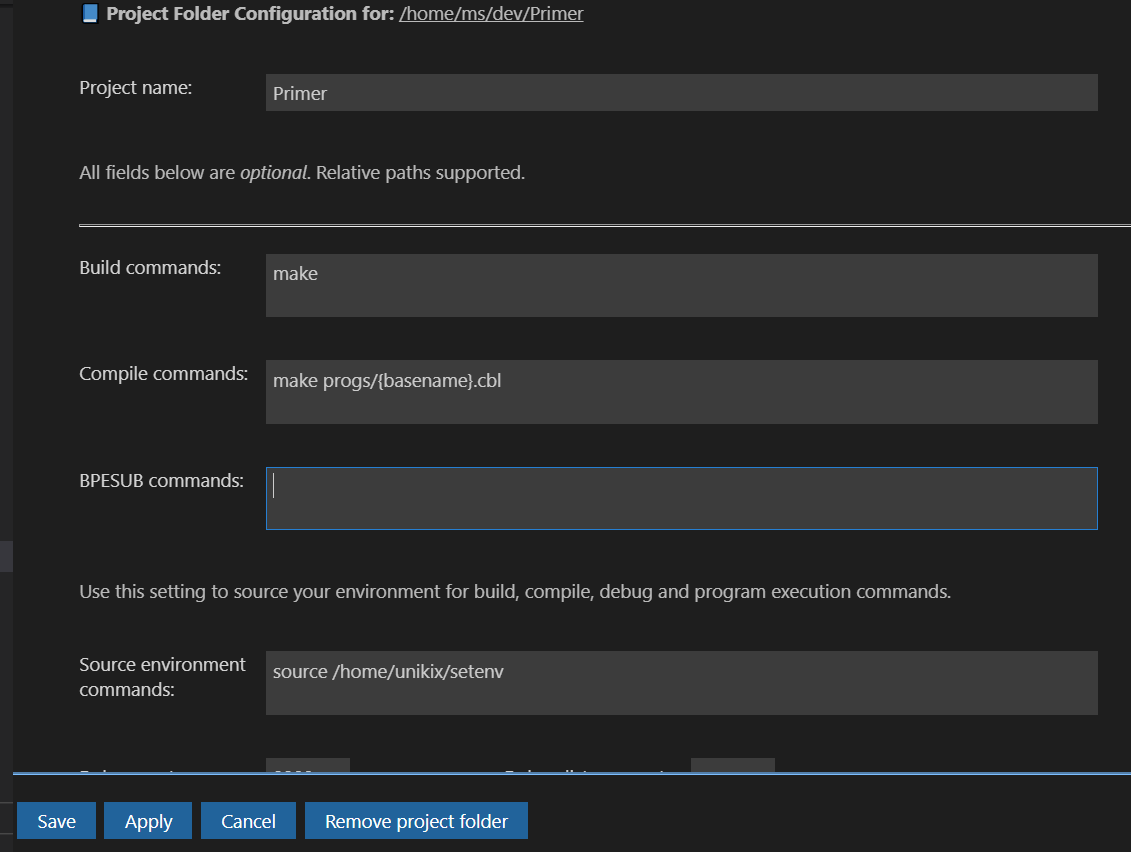 Project Folder Configuration for: /home/ms/dev/Primer
Project name:
Primer
All fields below are optional. Relative paths supported.
Build commands:
make
Compile commands:
make progs/{basename}.cbl
BPESUB commands:
Use this setting to source your environment for build, compile, debug and program execution commands.
Source environment
commands:
source /home/unikix/setenv
Save
Apply
Cancel
Remove project folder